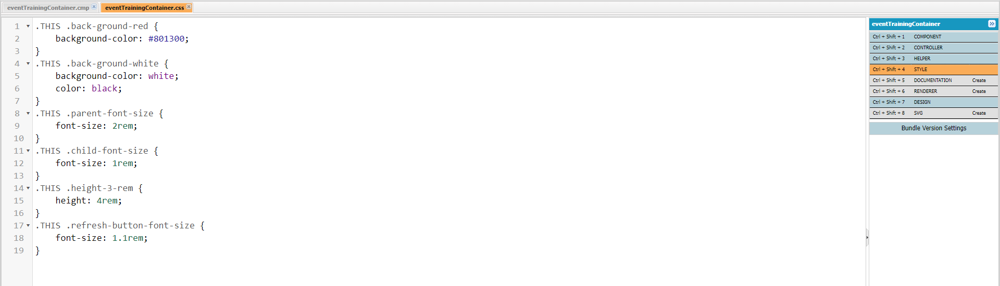 eventTrainingContainer.cmp
eventTrainingContainer.css
1 .THIS .back-ground-red {
2     background-color: #801300;
3 }
4 .THIS .back-ground-white {
5     background-color: white;
6     color: black;
7 }
8 .THIS .parent-font-size {
9     font-size: 2rem;
10 }
11 .THIS .child-font-size {
12     font-size: 1rem;
13 }
14 .THIS .height-3-rem {
15     height: 4rem;
16 }
17 .THIS .refresh-button-font-size {
18     font-size: 1.1rem;
19 }
eventTrainingContainer
Ctrl + Shift + 1 COMPONENT
Ctrl + Shift + 2 CONTROLLER
Ctrl + Shift + 3 HELPER
Ctrl + Shift + 4 STYLE
Ctrl + Shift + 5 DOCUMENTATION Create
Ctrl + Shift + 6 RENDERER Create
Ctrl + Shift + 7 DESIGN
Ctrl + Shift + 8 SVG Create
Bundle Version Settings